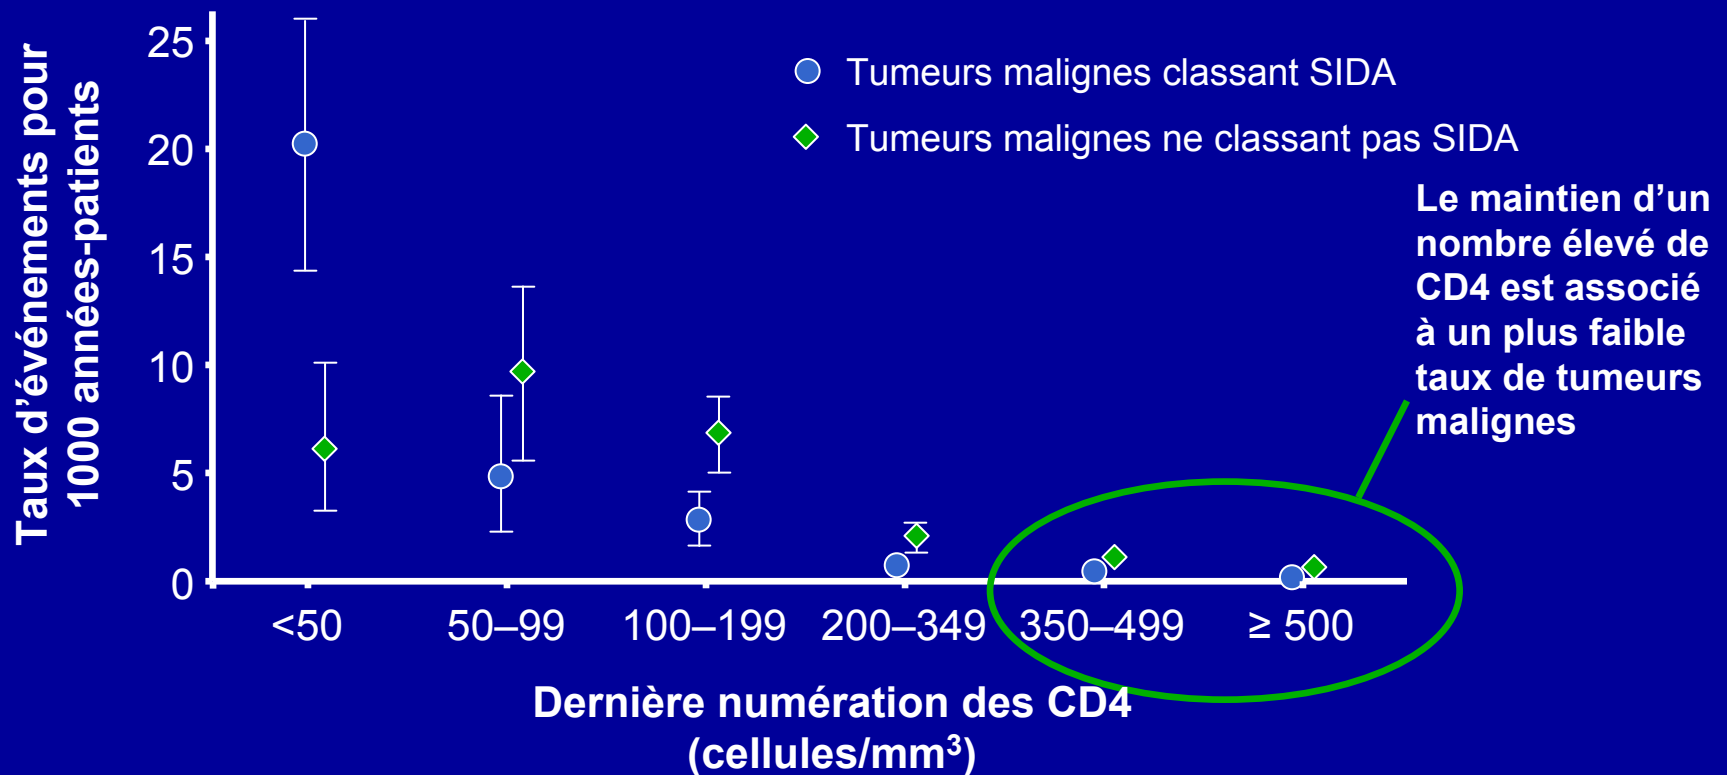 Taux d’événements pour
1000 années-patients
25
20
15
10
5
0
Tumeurs malignes classant SIDA
Tumeurs malignes ne classant pas SIDA
Le maintien d’un
nombre élevé de
CD4 est associé
à un plus faible
taux de tumeurs
malignes
<50
50–99
100–199
200–349
350–499
≥ 500
Dernière numération des CD4
(cellules/mm³)